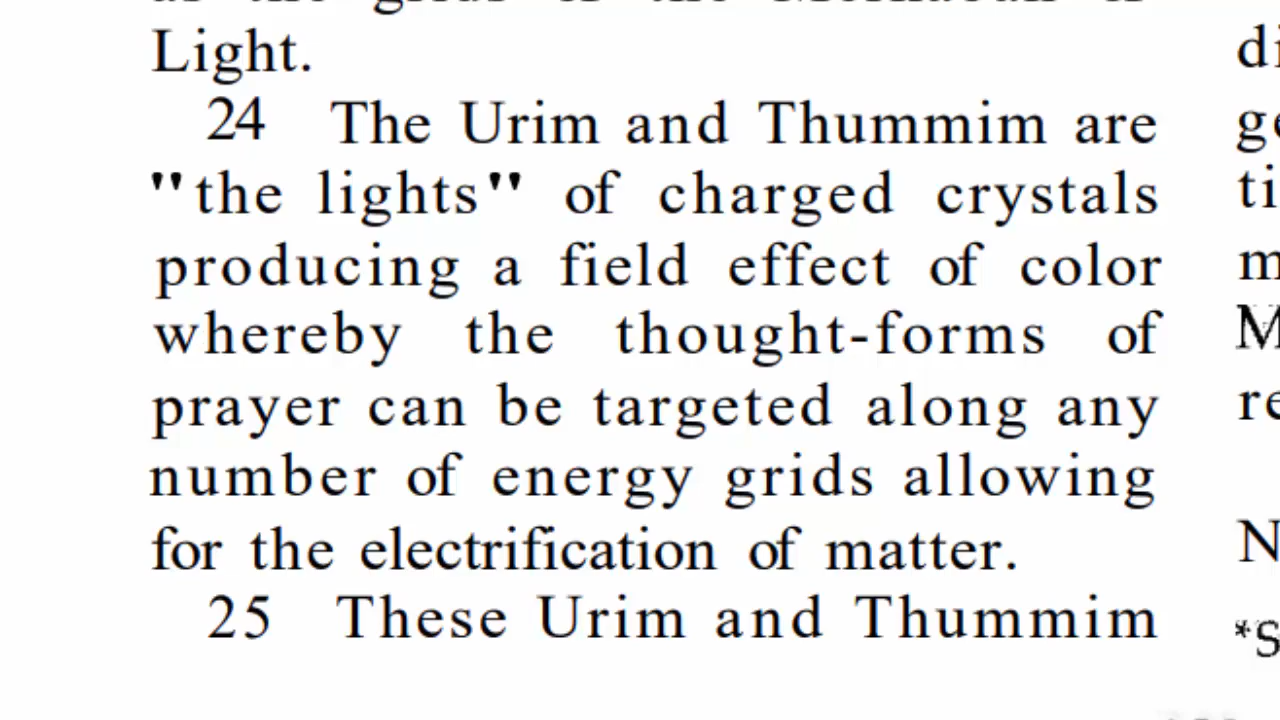 Light.
24 The Urim and Thummim are
"the lights" of charged crystals
producing a field effect of color
whereby the thought-forms of
prayer can be targeted along any
number of energy grids allowing
for the electrification of matter.
25 These Urim and Thummim